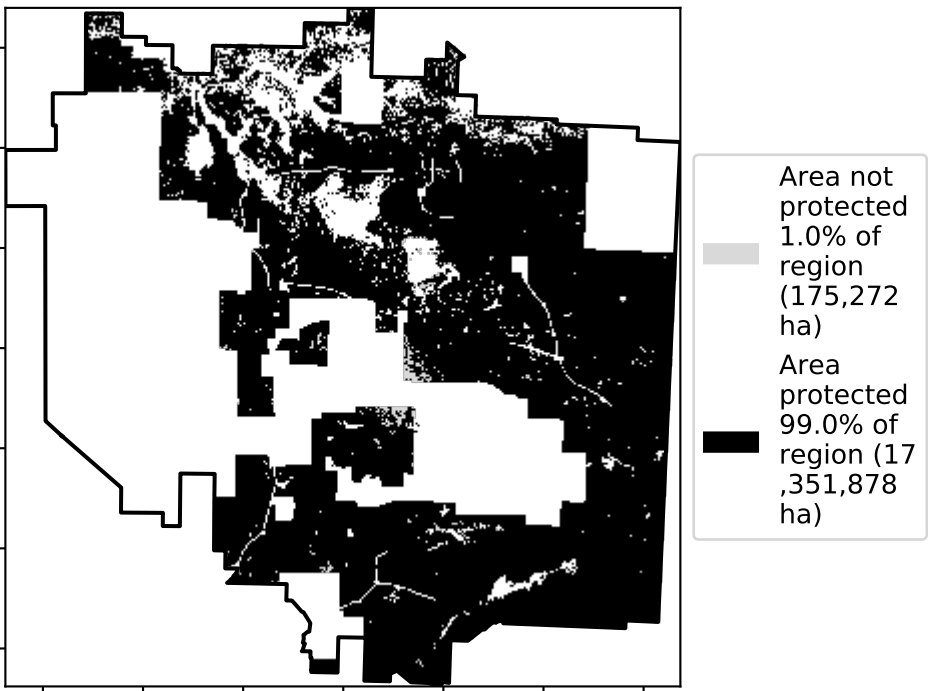 Area not
protected
1.0% of
region
(175,272
ha)
Area
protected
99.0% of
region (17
,351,878
ha)